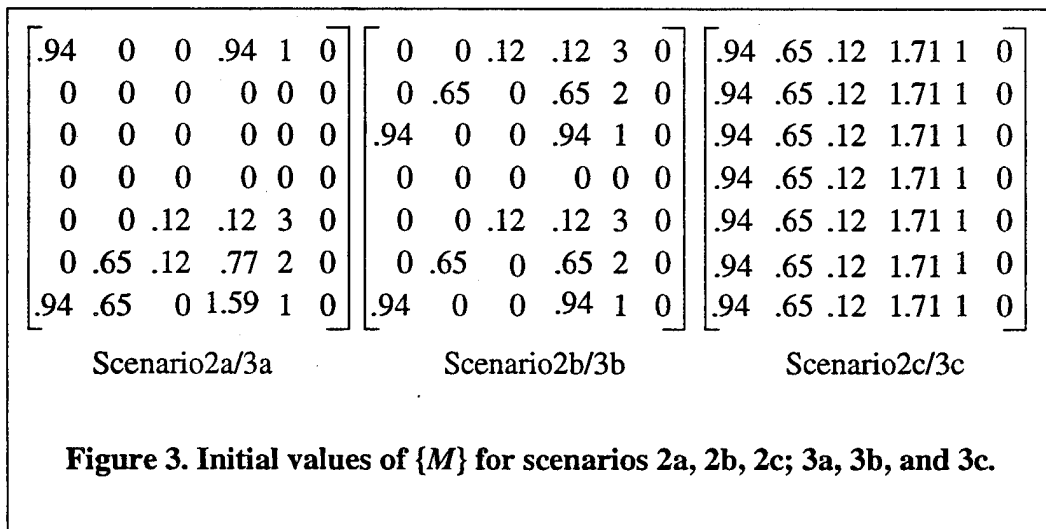 .94 0 0 .94 1 0 0 0 .12 .12 3 0 .94 .65 .12 1.71 1 0
0 0 0 0 0 0 0 .65 0 .65 2 0 .94 .65 .12 1.71 1 0
0 0 0 0 0 0 .94 0 0 .94 1 0 .94 .65 .12 1.71 1 0
0 0 0 0 0 0 0 0 0 0 0 0 .94 .65 .12 1.71 1 0
0 0 .12 .12 3 0 0 0 .12 .12 3 0 .94 .65 .12 1.71 1 0
0 .65 .12 .77 2 0 0 .65 0 .65 2 0 .94 .65 .12 1.71 1 0
.94 .65 0 1.59 1 0 .94 0 0 .94 1 0 .94 .65 .12 1.71 1 0
Scenario2a/3a Scenario2b/3b Scenario2c/3c
Figure 3. Initial values of {M} for scenarios 2a, 2b, 2c; 3a, 3b, and 3c.